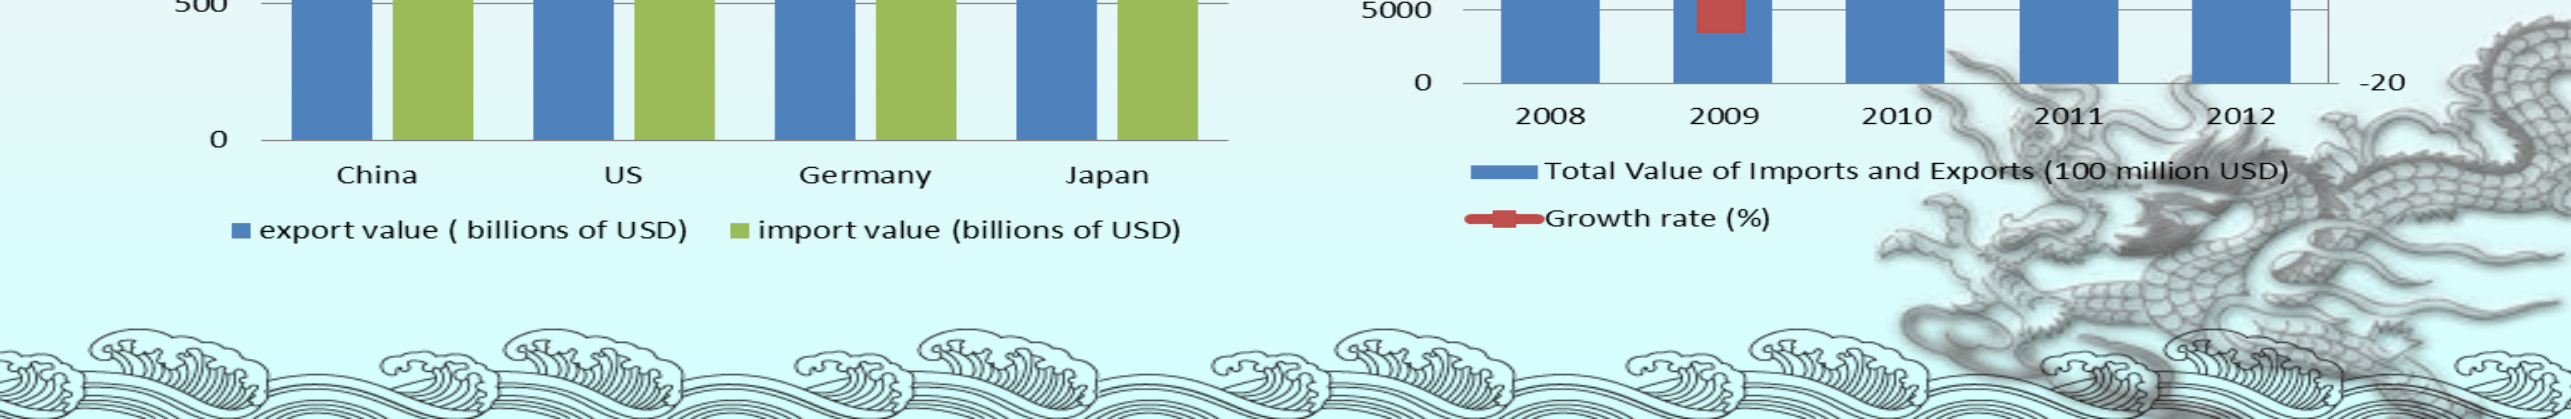 500
0
China US Germany Japan
export value ( billions of USD) import value (billions of USD)
5000
0
-20
2008 2009 2010 2011 2012
Total Value of Imports and Exports (100 million USD)
Growth rate (%)